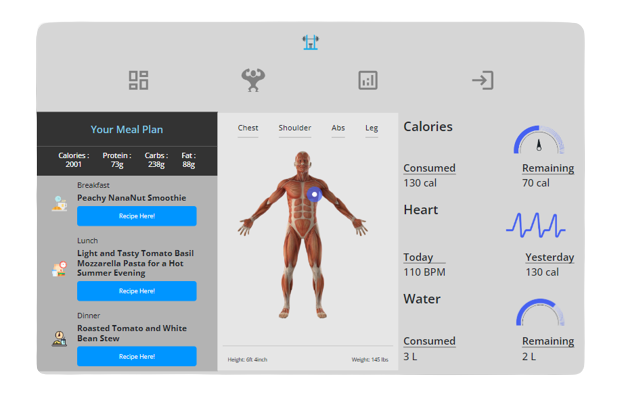 Your Meal Plan
Calories : Protein : Carbs : Fat :
2001 73g 238g 88g
Breakfast
Peachy NanaNut Smoothie
Recipe Here!
Lunch
Light and Tasty Tomato Basil
Mozzarella Pasta for a Hot
Summer Evening
Recipe Here!
Dinner
Roasted Tomato and White
Bean Stew
Recipe Here!
Chest Shoulder Abs Leg
Height: 6ft 4inch Weight: 145 lbs
Calories
Consumed Remaining
130 cal 70 cal
Heart
Today Yesterday
110 BPM 130 cal
Water
Consumed Remaining
3 L 2 L